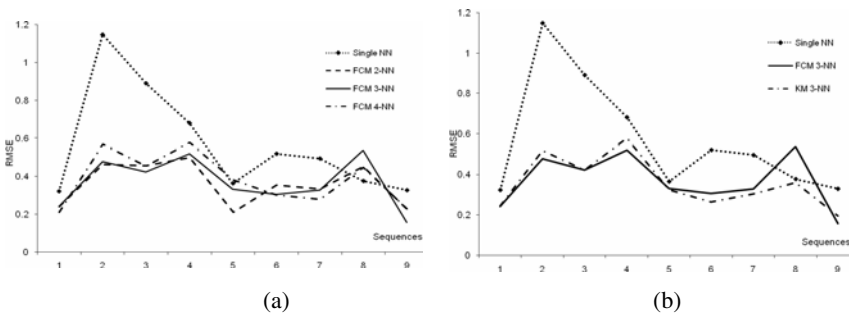 1.2
1
0.8
0.6
0.4
0.2
0
RMSE
Single NN
FCM 2-NN
FCM 3-NN
FCM 4-NN
Sequences
1 2 3 4 5 6 7 8 9
(a)
1.2
1
0.8
0.6
0.4
0.2
0
RMSE
Single NN
FCM 3-NN
KM 3-NN
Sequences
1 2 3 4 5 6 7 8 9
(b)